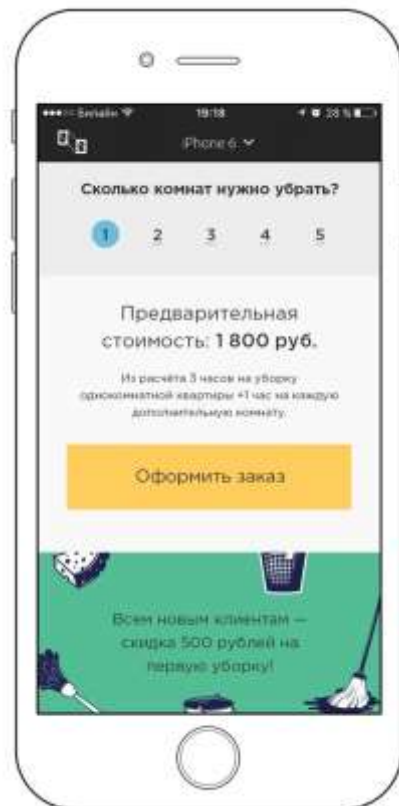 Билайн 19:18 28 %
iPhone 6
Сколько комнат нужно убрать?
1 2 3 4 5
Предварительная
стоимость: 1 800 руб.
Из расчёта 3 часов на уборку
однокомнатной квартиры +1 час на каждую
дополнительную комнату.
Оформить заказ
Всем новым клиентам —
скидка 500 рублей на
первую уборку!